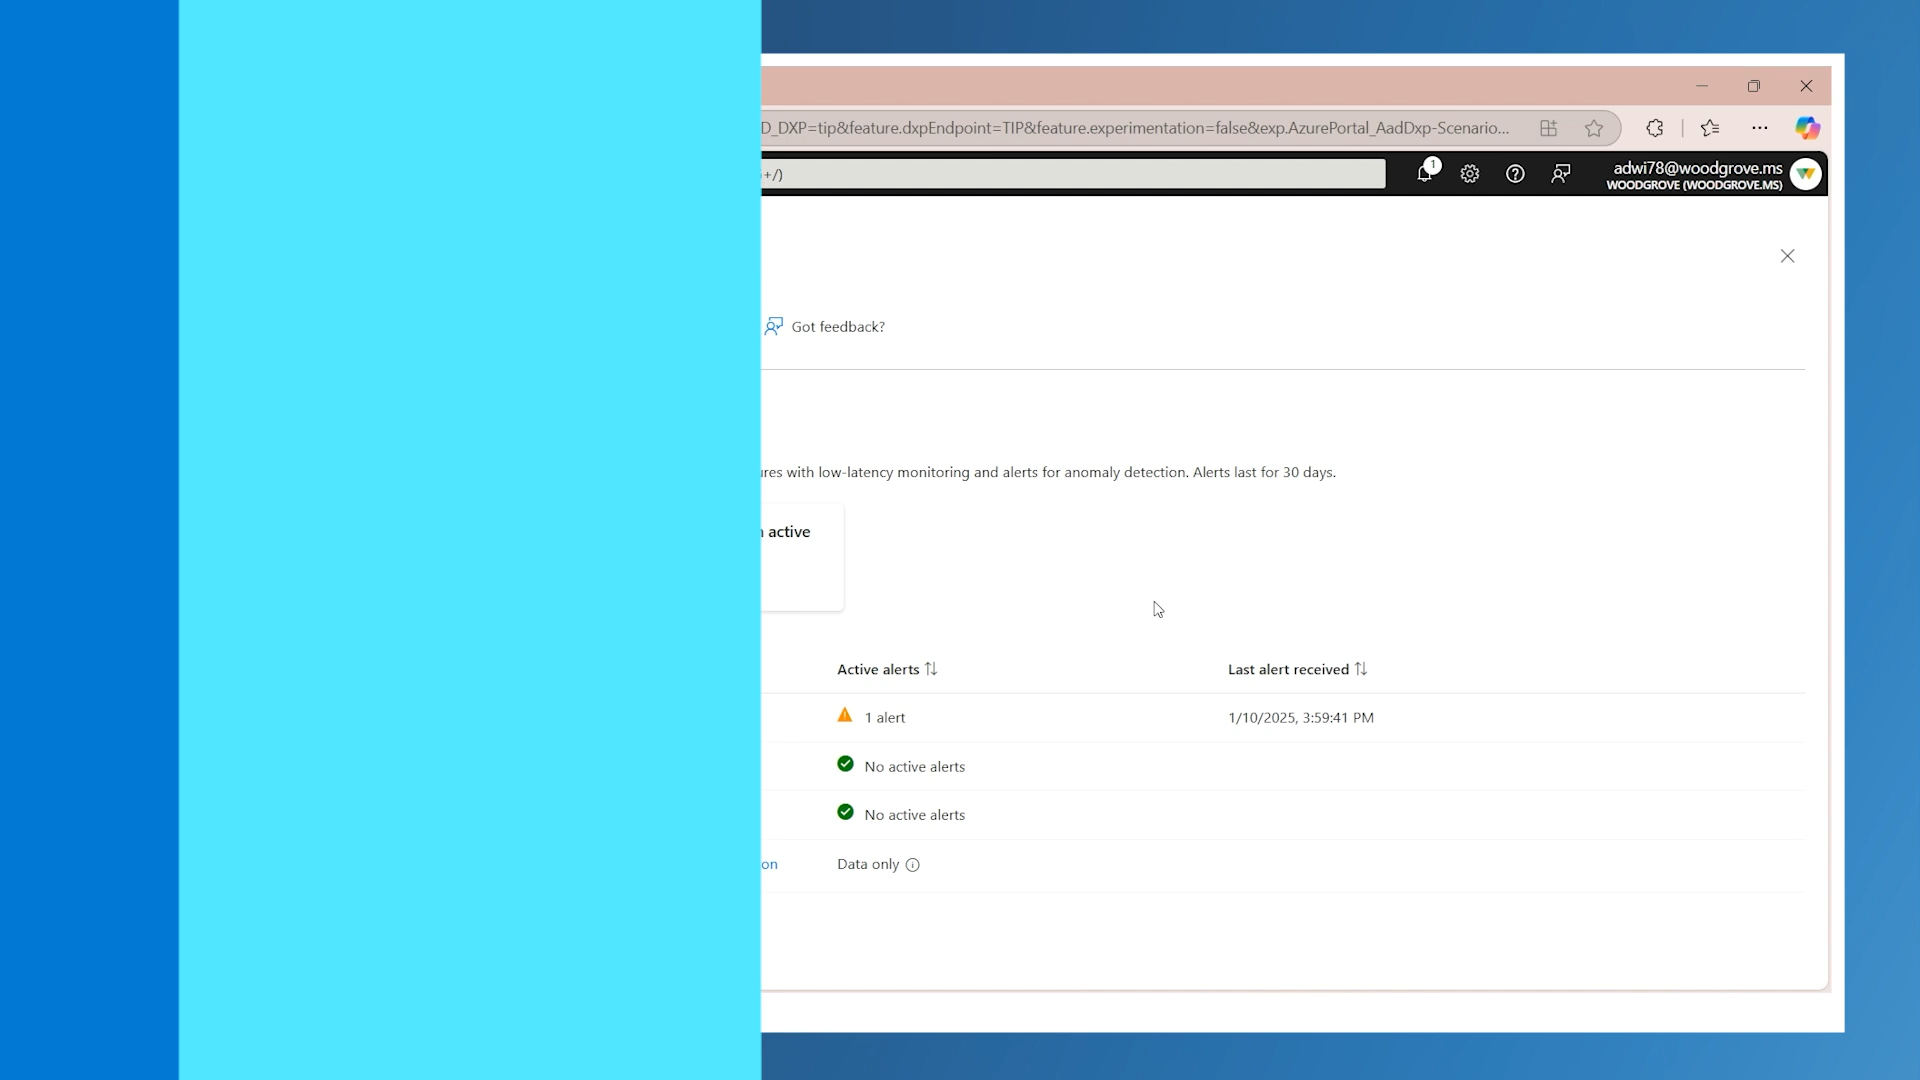 D_DXP=tip&feature.dxpEndpoint=TIP&feature.experimentation=false&exp.AzurePortal_AadDxp-Scenario...
+/)
1
adwi78@woodgrove.ms
WOODGROVE (WOODGROVE.MS)
Got feedback?
with low-latency monitoring and alerts for anomaly detection. Alerts last for 30 days.
active
Active alerts
Last alert received
1 alert
1/10/2025, 3:59:41 PM
No active alerts
No active alerts
on
Data only